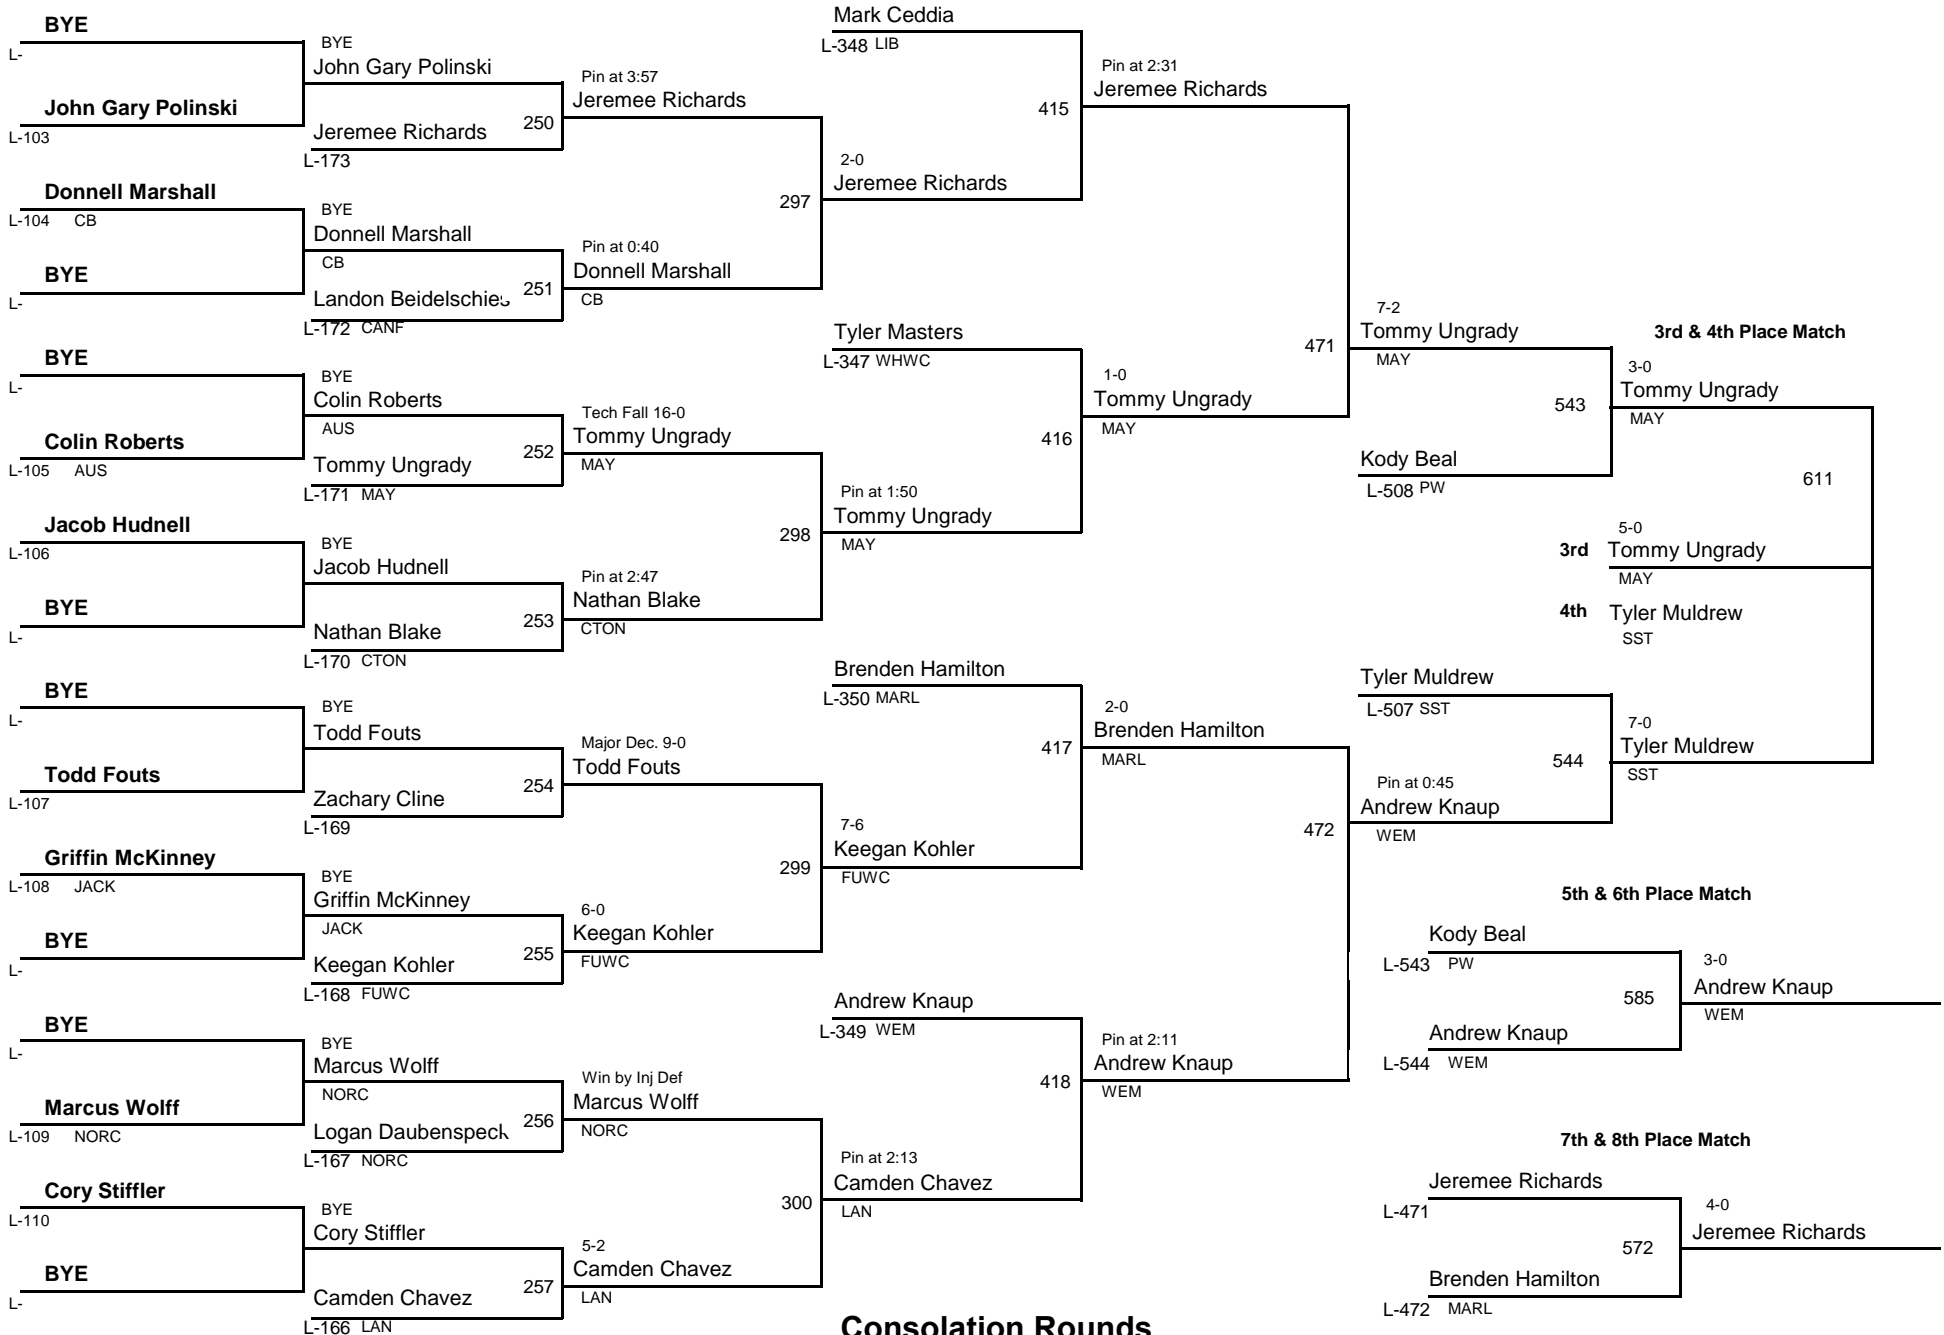 BYE
L-
John Gary Polinski
L-103
Donnell Marshall
L-104 CB
BYE
L-
BYE
L-
Colin Roberts
L-105 AUS
Jacob Hudnell
L-106
BYE
L-
BYE
L-
Todd Fouts
L-107
Griffin McKinney
L-108 JACK
BYE
L-
BYE
L-
Marcus Wolff
L-109 NORC
Cory Stiffler
L-110
BYE
L-
BYE
John Gary Polinski
250
Jeremee Richards
L-173
BYE
Donnell Marshall
CB
251
Landon Beidelschies
L-172 CANF
BYE
Colin Roberts
AUS
252
Tommy Ungrady
L-171 MAY
BYE
Jacob Hudnell
253
Nathan Blake
L-170 CTON
BYE
Todd Fouts
254
Zachary Cline
L-169
BYE
Griffin McKinney
JACK
255
Keegan Kohler
L-168 FUWC
BYE
Marcus Wolff
NORC
256
Logan Daubenspeck
L-167 NORC
BYE
Cory Stiffler
257
Camden Chavez
L-166 LAN
Pin at 3:57
Jeremee Richards
297
Pin at 0:40
Donnell Marshall
CB
Tech Fall 16-0
Tommy Ungrady
MAY
298
Pin at 2:47
Nathan Blake
CTON
Major Dec. 9-0
Todd Fouts
299
6-0
Keegan Kohler
FUWC
Win by Inj Def
Marcus Wolff
NORC
300
5-2
Camden Chavez
LAN
Mark Ceddia
L-348 LIB
415
2-0
Jeremee Richards
Tyler Masters
L-347 WHWC
416
Pin at 1:50
Tommy Ungrady
MAY
Brenden Hamilton
L-350 MARL
417
7-6
Keegan Kohler
FUWC
Andrew Knaup
L-349 WEM
418
Pin at 2:13
Camden Chavez
LAN
Pin at 2:31
Jeremee Richards
471
1-0
Tommy Ungrady
MAY
2-0
Brenden Hamilton
MARL
472
Pin at 2:11
Andrew Knaup
WEM
7-2
Tommy Ungrady
MAY
543
Kody Beal
L-508 PW
Tyler Muldrew
L-507 SST
544
Pin at 0:45
Andrew Knaup
WEM
3rd & 4th Place Match
3-0
Tommy Ungrady
MAY
611
5-0
3rd Tommy Ungrady
MAY
4th Tyler Muldrew
SST
7-0
Tyler Muldrew
SST
5th & 6th Place Match
Kody Beal
L-543 PW
585
Andrew Knaup
L-544 WEM
3-0
Andrew Knaup
WEM
7th & 8th Place Match
Jeremee Richards
L-471
572
Brenden Hamilton
L-472 MARL
4-0
Jeremee Richards
Consolation Rounds